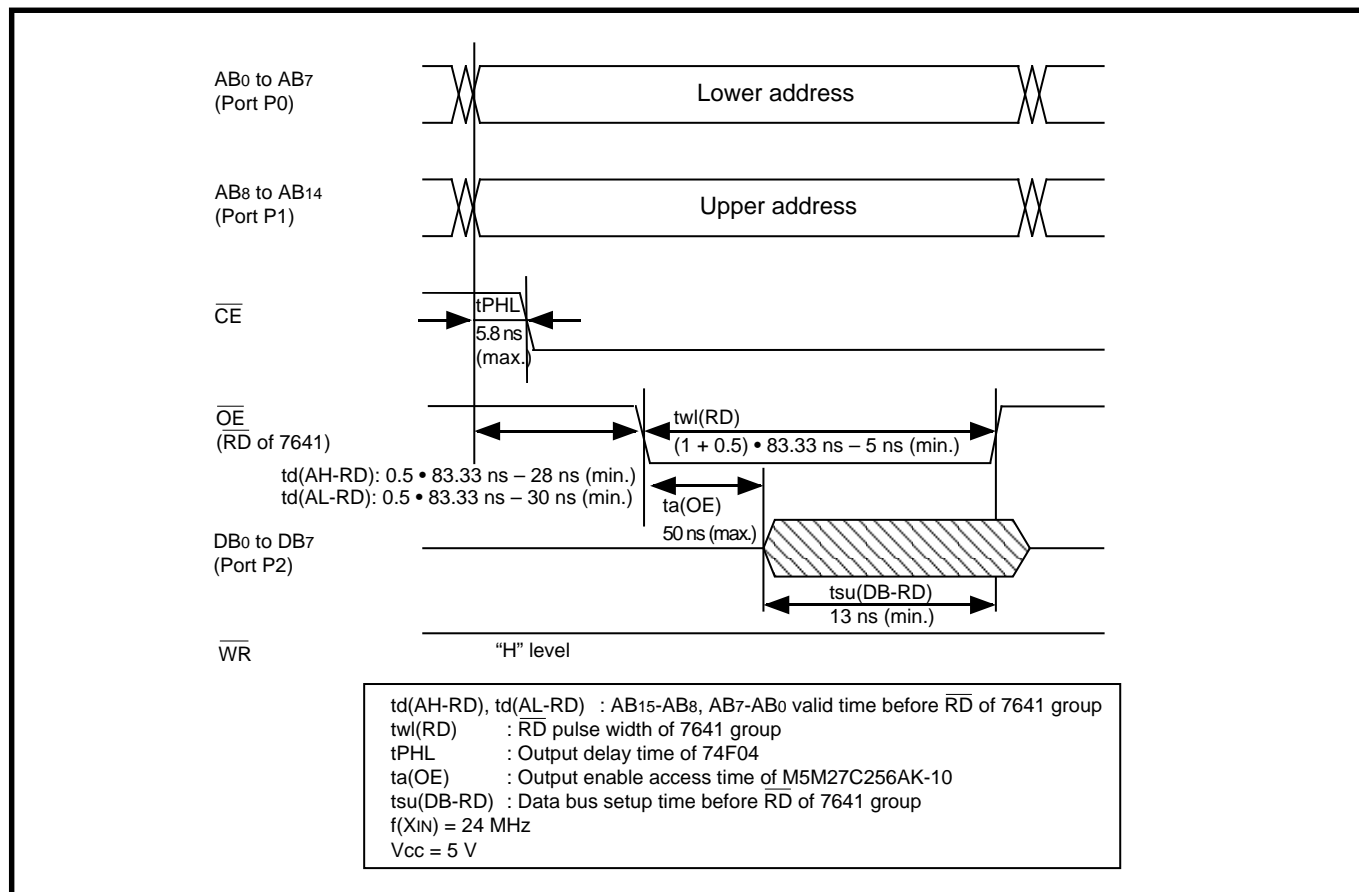 AB0 to AB7
(Port P0)
Lower address
AB8 to AB14
(Port P1)
Upper address
CE
tPHL
5.8 ns
(max.)
OE
(RD of 7641)
twl(RD)
(1 + 0.5) • 83.33 ns – 5 ns (min.)
td(AH-RD): 0.5 • 83.33 ns – 28 ns (min.)
td(AL-RD): 0.5 • 83.33 ns – 30 ns (min.)
ta(OE)
50 ns (max.)
DB0 to DB7
(Port P2)
tsu(DB-RD)
13 ns (min.)
WR
“H” level
td(AH-RD), td(AL-RD) : AB15-AB8, AB7-AB0 valid time before RD of 7641 group
twl(RD) : RD pulse width of 7641 group
tPHL : Output delay time of 74F04
ta(OE) : Output enable access time of M5M27C256AK-10
tsu(DB-RD) : Data bus setup time before RD of 7641 group
f(XIN) = 24 MHz
Vcc = 5 V